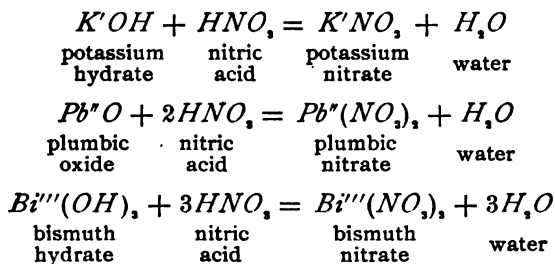 K′OH + HNO₃ = K′NO₃ + H₂O
potassium nitric potassium
hydrate acid nitrate water
Pb″O + 2HNO₃ = Pb″(NO₃)₂ + H₂O
plumbic nitric plumbic
oxide acid nitrate water
Bi‴(OH)₃ + 3HNO₃ = Bi‴(NO₃)₃ + 3H₂O
bismuth nitric bismuth
hydrate acid nitrate water